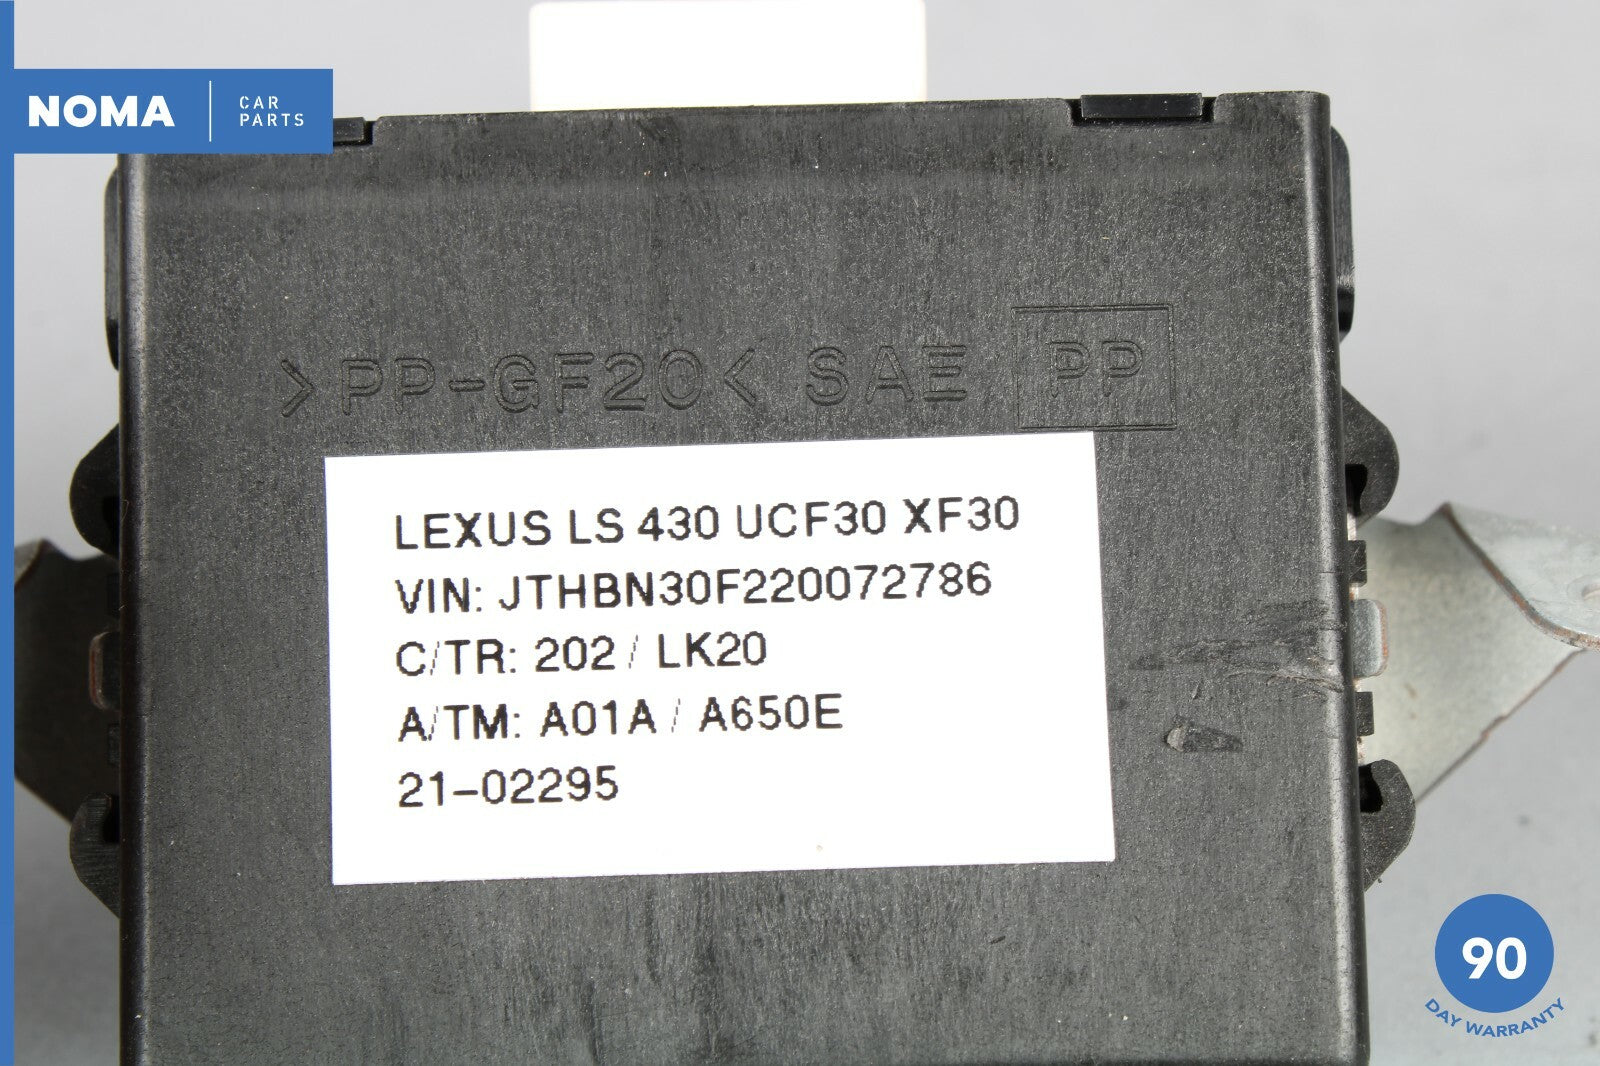 NOMA
CAR
PARTS
>PP-GF20< SAE PP
LEXUS LS 430 UCF30 XF30
VIN: JTHBN30F220072786
C/TR: 202 / LK20
A/TM: A01A / A650E
21-02295
90
DAY WARRANTY